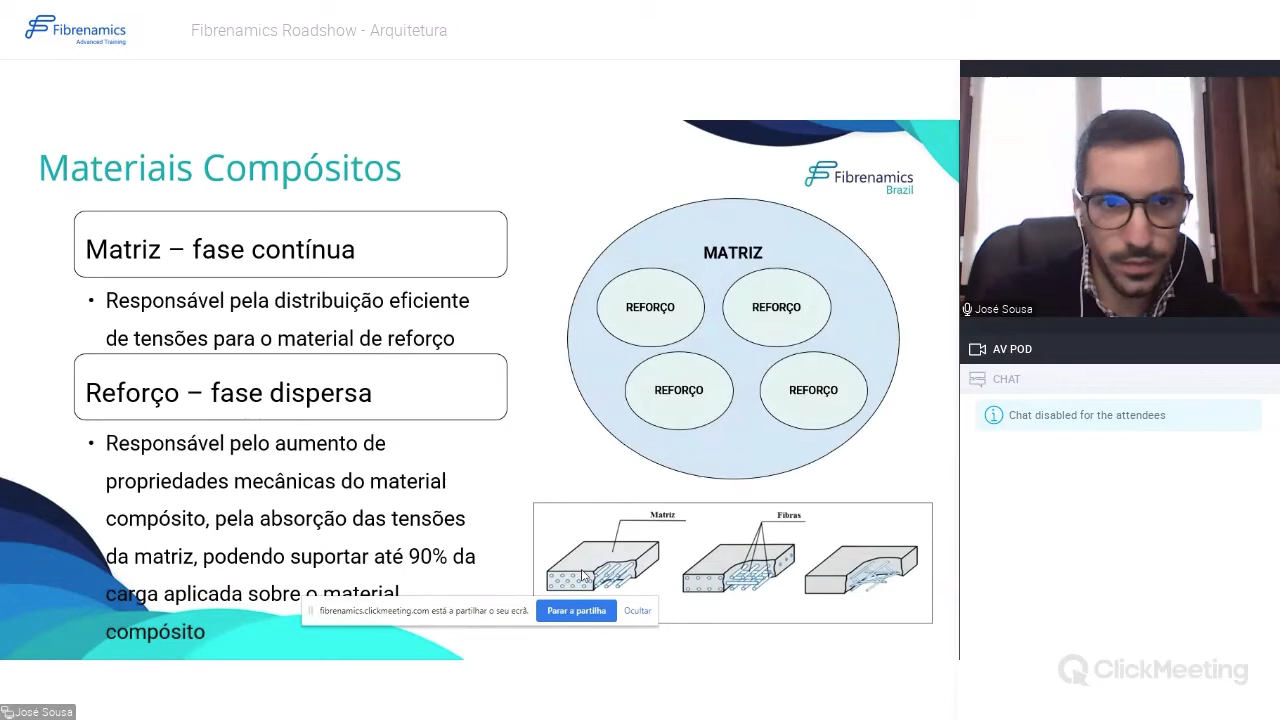 Fibrenamics
Advanced Training
Fibrenamics Roadshow - Arquitetura
Materiais Compósitos
Fibrenamics
Brazil
Matriz – fase contínua
• Responsável pela distribuição eficiente
de tensões para o material de reforço
Reforço – fase dispersa
• Responsável pelo aumento de
propriedades mecânicas do material
compósito, pela absorção das tensões
da matriz, podendo suportar até 90% da
carga aplicada sobre o material
compósito
MATRIZ
REFORÇO
REFORÇO
REFORÇO
REFORÇO
Matriz
Fibras
fibrenamics.clickmeeting.com está a partilhar o seu ecrã.
Parar a partilha
Ocultar
José Sousa
AV POD
CHAT
Chat disabled for the attendees
ClickMeeting
José Sousa